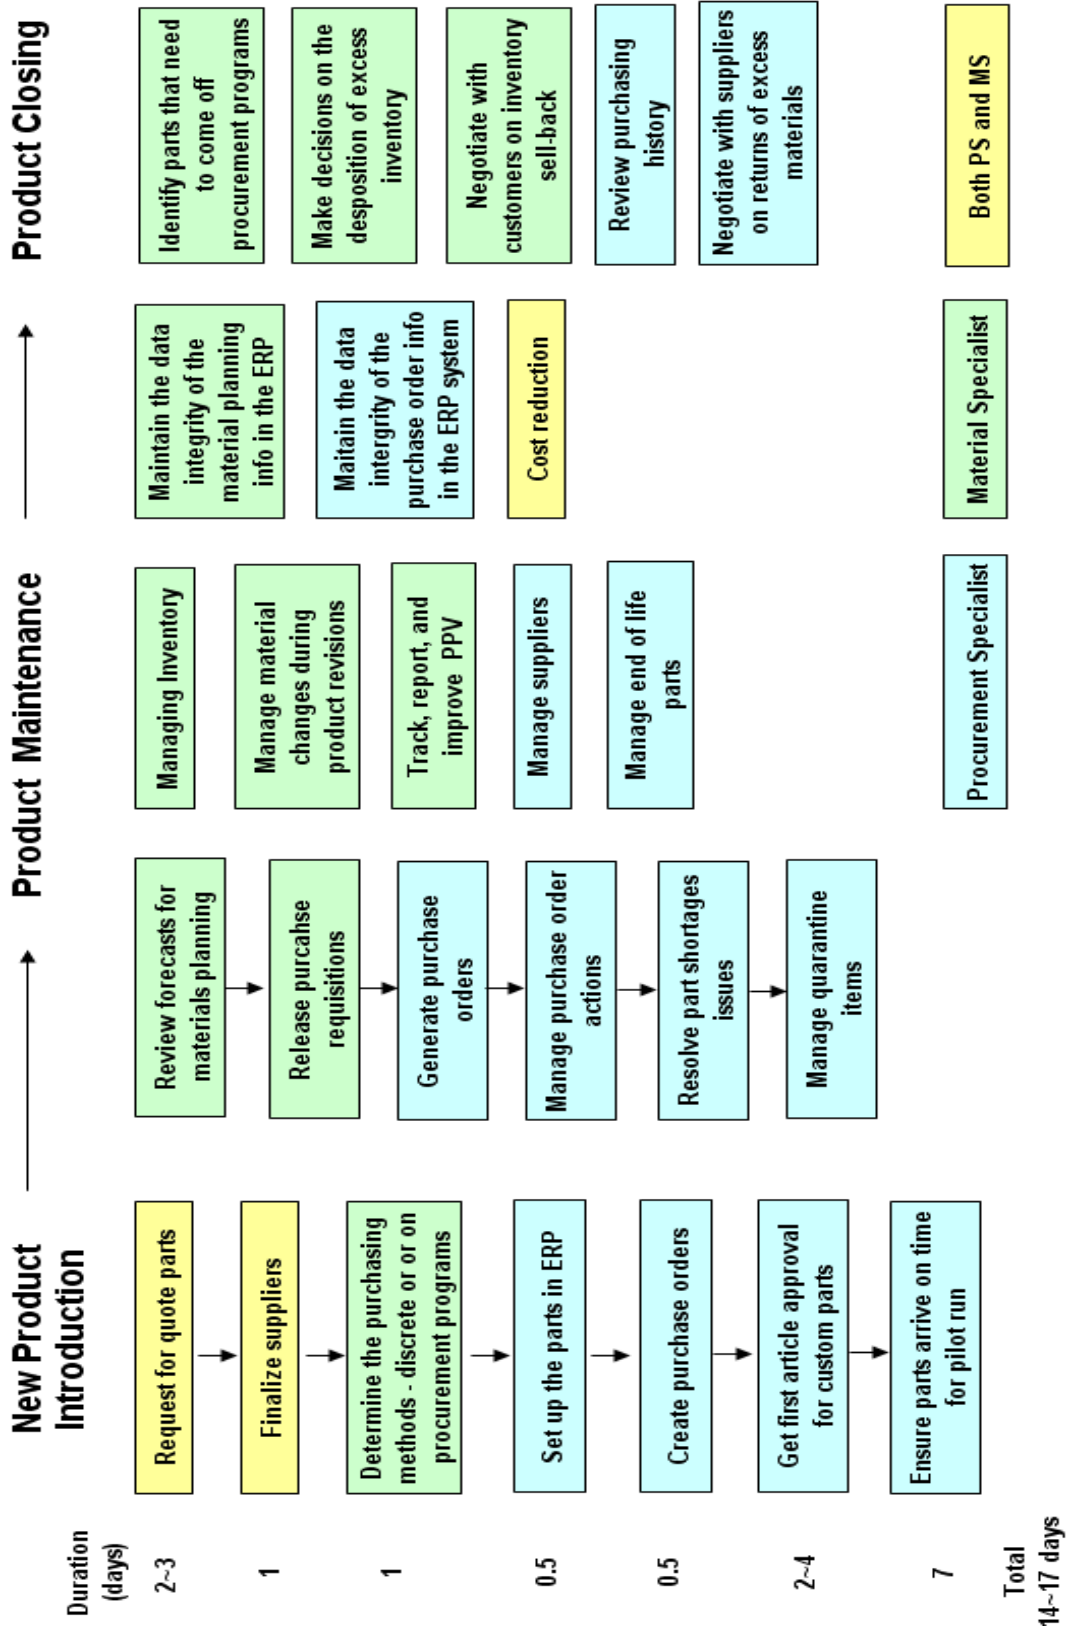 New Product
Introduction
Product Maintenance
Product Closing
Duration
(days)
2~3
1
1
0.5
0.5
2~4
7
Total
14~17 days
Request for quote parts
Finalize suppliers
Determine the purchasing
methods - discrete or or on
procurement programs
Set up the parts in ERP
Create purchase orders
Get first article approval
for custom parts
Ensure parts arrive on time
for pilot run
Review forecasts for
materials planning
Release purcahse
requisitions
Generate purchase
orders
Manage purchase order
actions
Resolve part shortages
issues
Manage quarantine
items
Managing Inventory
Manage material
changes during
product revisions
Track, report, and
improve PPV
Manage suppliers
Manage end of life
parts
Maintain the data
integrity of the
material planning
info in the ERP
Maitain the data
intergrity of the
purchase order info
in the ERP system
Cost reduction
Identify parts that need
to come off
procurement programs
Make decisions on the
desposition of excess
inventory
Negotiate with
customers on inventory
sell-back
Review purchasing
history
Negotiate with suppliers
on returns of excess
materials
Procurement Specialist
Material Specialist
Both PS and MS